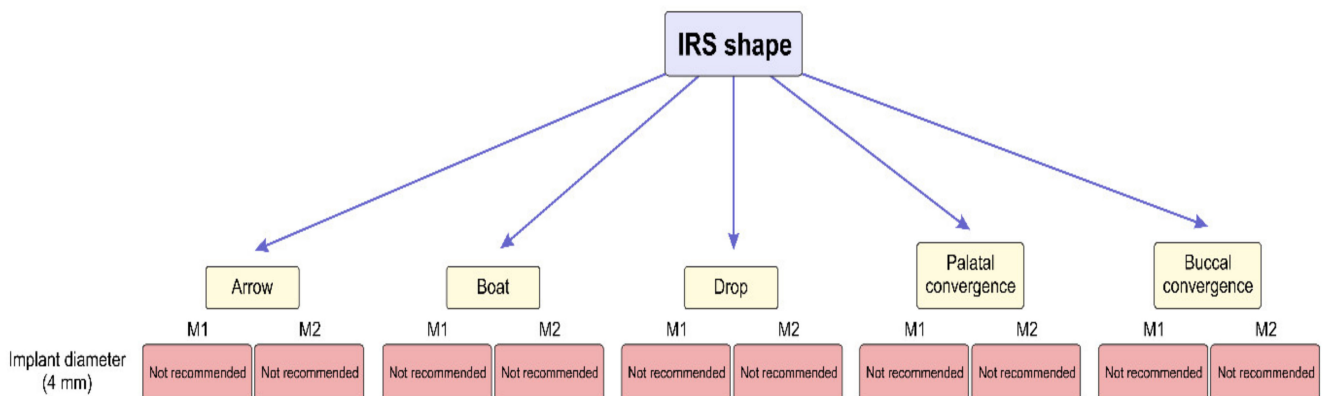 IRS shape
Arrow
Boat
Drop
Palatal
convergence
Buccal
convergence
M1 M2 M1 M2 M1 M2 M1 M2 M1 M2
Implant diameter
(4 mm)
Not recommended Not recommended Not recommended Not recommended Not recommended Not recommended Not recommended Not recommended Not recommended Not recommended